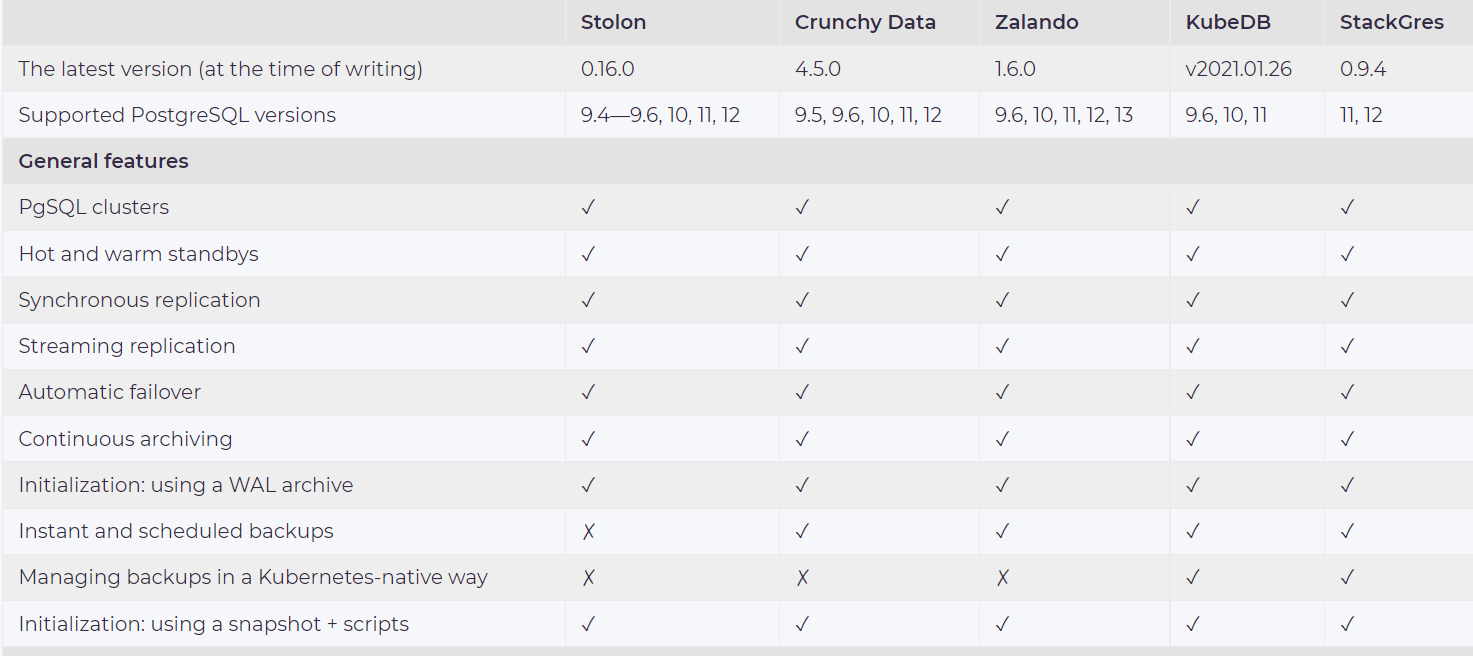 Stolon Crunchy Data Zalando KubeDB StackGres
The latest version (at the time of writing) 0.16.0 4.5.0 1.6.0 v2021.01.26 0.9.4
Supported PostgreSQL versions 9.4—9.6, 10, 11, 12 9.5, 9.6, 10, 11, 12 9.6, 10, 11, 12, 13 9.6, 10, 11 11, 12
General features
PgSQL clusters ✓ ✓ ✓ ✓ ✓
Hot and warm standbys ✓ ✓ ✓ ✓ ✓
Synchronous replication ✓ ✓ ✓ ✓ ✓
Streaming replication ✓ ✓ ✓ ✓ ✓
Automatic failover ✓ ✓ ✓ ✓ ✓
Continuous archiving ✓ ✓ ✓ ✓ ✓
Initialization: using a WAL archive ✓ ✓ ✓ ✓ ✓
Instant and scheduled backups ✗ ✓ ✓ ✓ ✓
Managing backups in a Kubernetes-native way ✗ ✗ ✗ ✓ ✓
Initialization: using a snapshot + scripts ✓ ✓ ✓ ✓ ✓